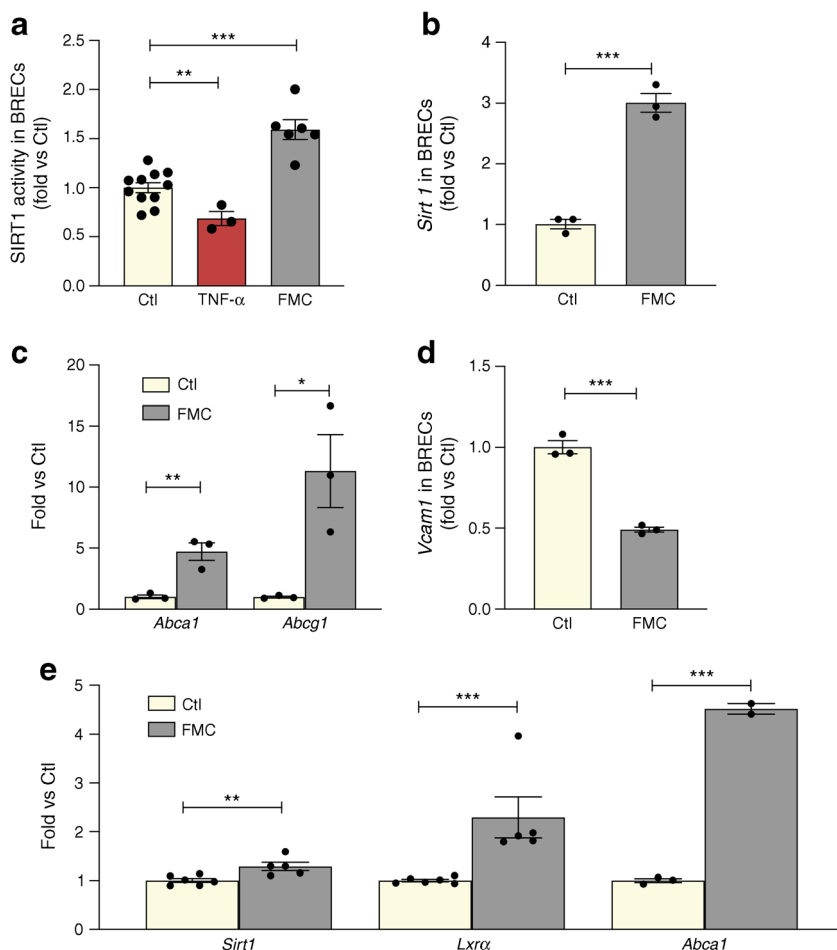 a
SIRT1 activity in BRECs
(fold vs Ctl)
2.5
2.0
1.5
1.0
0.5
0.0
***
**
Ctl
TNF-α
FMC
b
Sirt 1 in BRECs
(fold vs Ctl)
4
3
2
1
0
***
Ctl
FMC
c
Fold vs Ctl
20
15
10
5
0
Ctl
FMC
**
*
Abca1
Abcg1
d
Vcam1 in BRECs
(fold vs Ctl)
1.5
1.0
0.5
0.0
***
Ctl
FMC
e
Fold vs Ctl
5
4
3
2
1
0
Ctl
FMC
**
***
***
Sirt1
Lxrα
Abca1